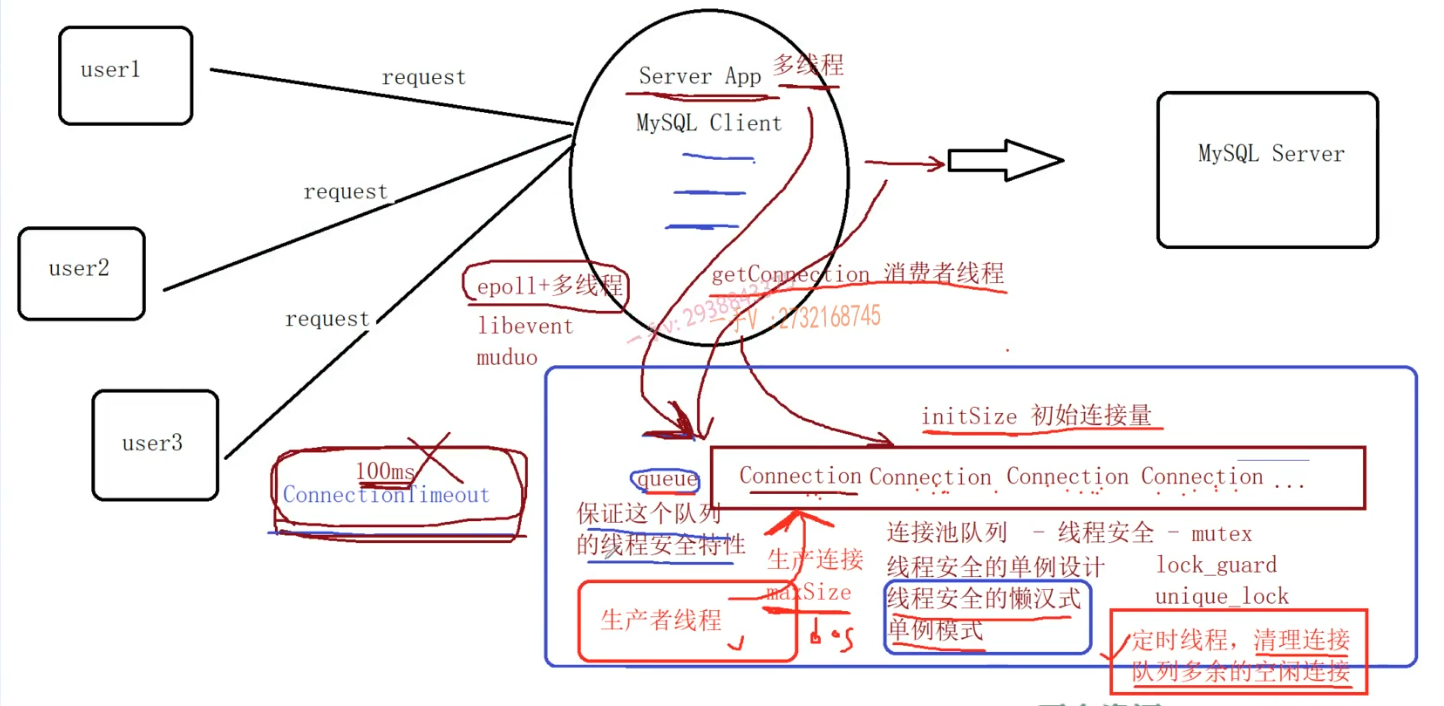 user1
request
Server App 多线程
MySQL Client
MySQL Server
request
user2
request
epoll+多线程
libevent
muduo
getConnection 消费者线程
一手V :2732168745
user3
100ms
ConnectionTimeout
initSize 初始连接量
queue
Connection Connection Connection Connection ...
保证这个队列
的线程安全特性
生产连接
maxSize
生产者线程
连接池队列 - 线程安全 - mutex
线程安全的单例设计 lock_guard
线程安全的懒汉式 unique_lock
单例模式
定时线程，清理连接
队列多余的空闲连接